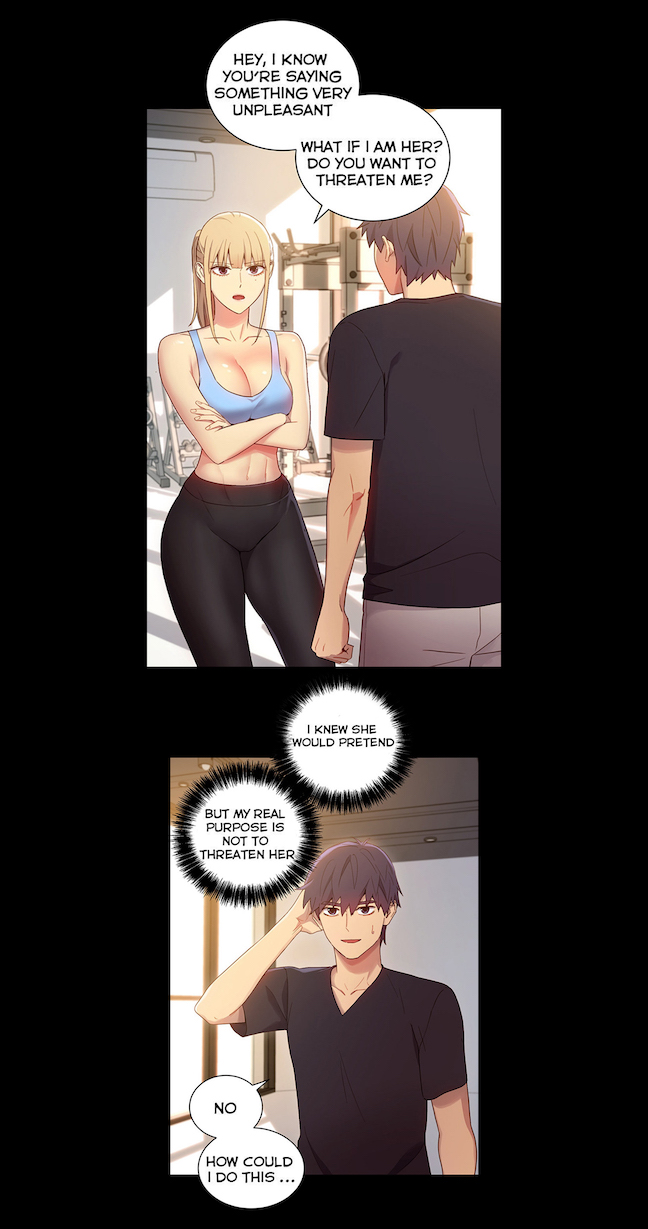 HEY, I KNOW
YOU'RE SAYING
SOMETHING VERY
UNPLEASANT
WHAT IF I AM HER?
DO YOU WANT TO
THREATEN ME?
I KNEW SHE
WOULD PRETEND
BUT MY REAL
PURPOSE IS
NOT TO
THREATEN HER
NO
HOW COULD
I DO THIS ...